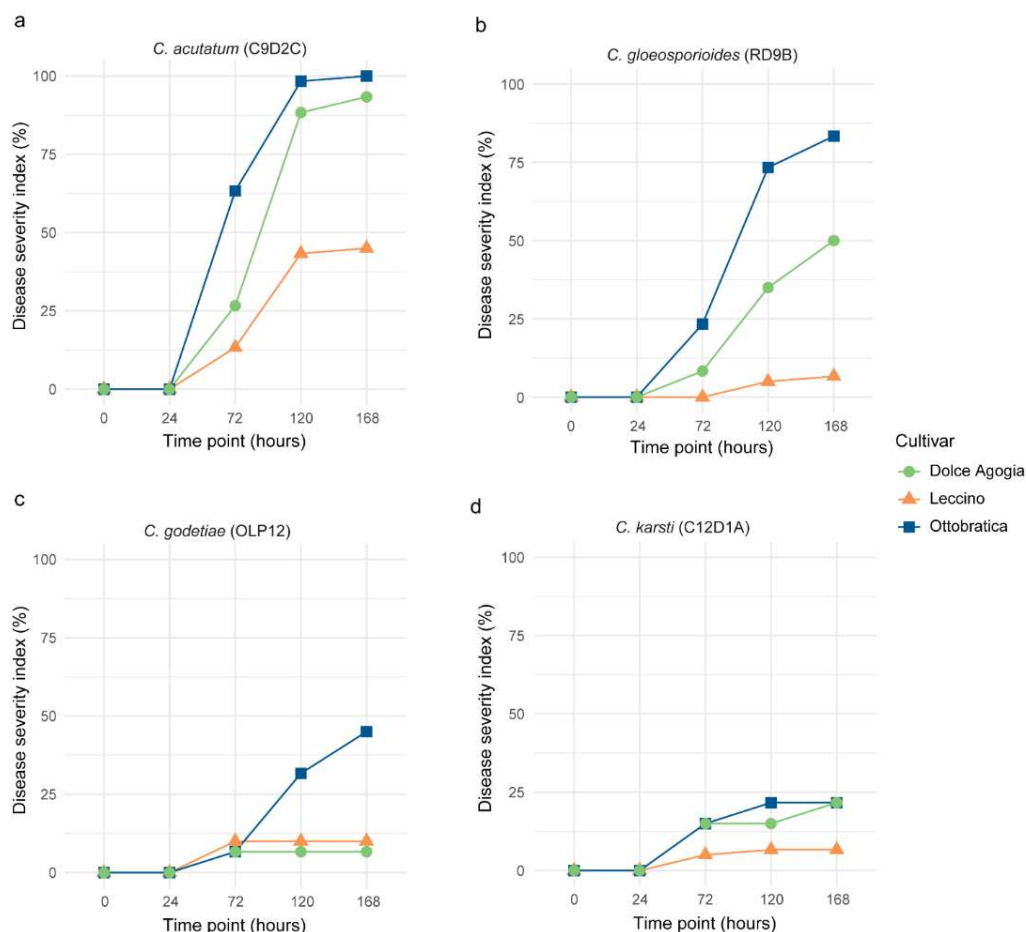 a
C. acutatum (C9D2C)
100
75
50
25
0
Disease severity index (%)
0 24 72 120 168
Time point (hours)
b
C. gloeosporioides (RD9B)
100
75
50
25
0
Disease severity index (%)
0 24 72 120 168
Time point (hours)
Cultivar
Dolce Agogia
Leccino
Ottobratica
c
C. godetiae (OLP12)
100
75
50
25
0
Disease severity index (%)
0 24 72 120 168
Time point (hours)
d
C. karsti (C12D1A)
100
75
50
25
0
Disease severity index (%)
0 24 72 120 168
Time point (hours)